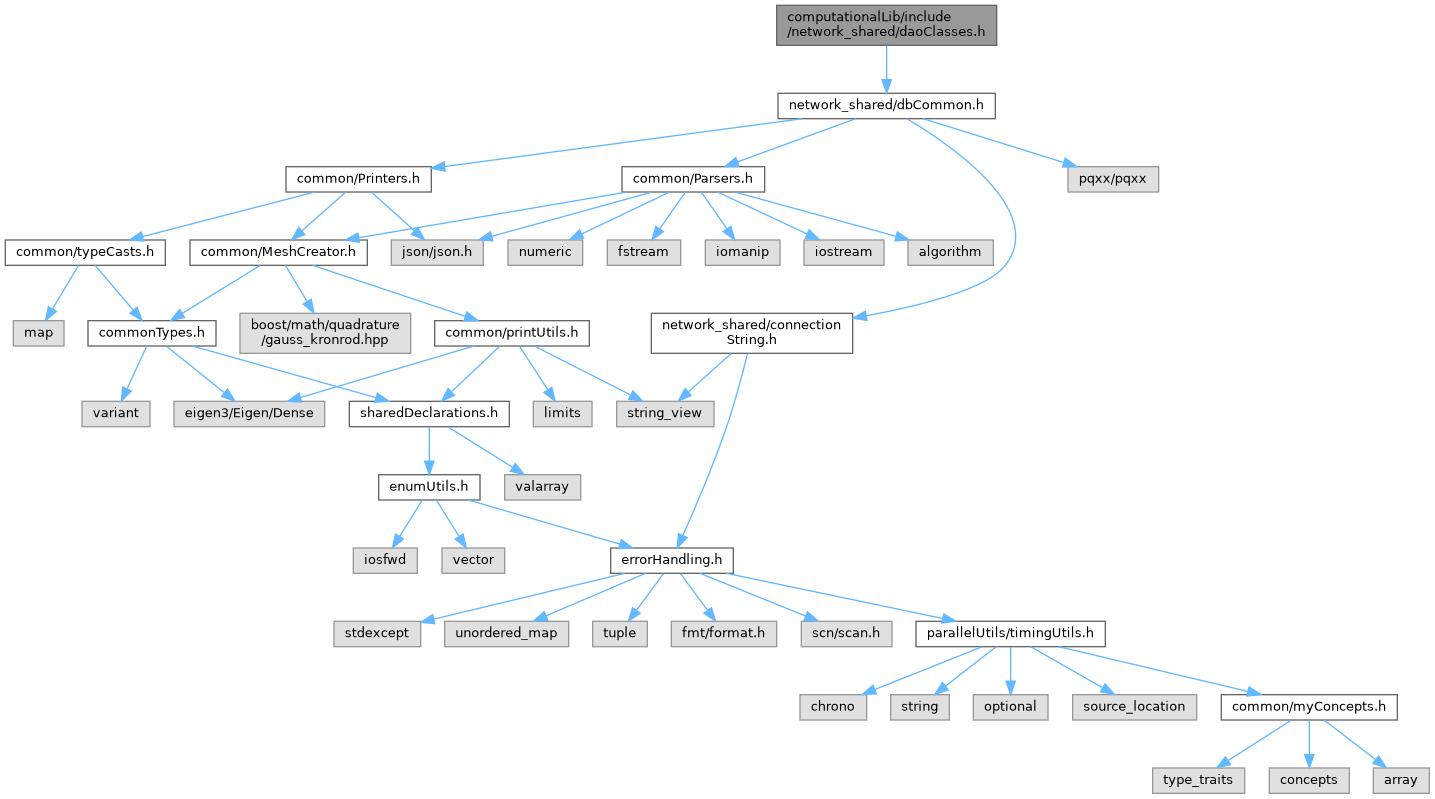 computationalLib/include
/network_shared/daoClasses.h
network_shared/dbCommon.h
common/Printers.h
common/Parsers.h
pqxx/pqxx
common/typeCasts.h
common/MeshCreator.h
json/json.h
numeric
fstream
iomanip
iostream
algorithm
map
commonTypes.h
boost/math/quadrature
/gauss_kronrod.hpp
common/printUtils.h
network_shared/connection
String.h
variant
eigen3/Eigen/Dense
sharedDeclarations.h
limits
string_view
enumUtils.h
valarray
iosfwd
vector
errorHandling.h
stdexcept
unordered_map
tuple
fmt/format.h
scn/scan.h
parallelUtils/timingUtils.h
chrono
string
optional
source_location
common/myConcepts.h
type_traits
concepts
array